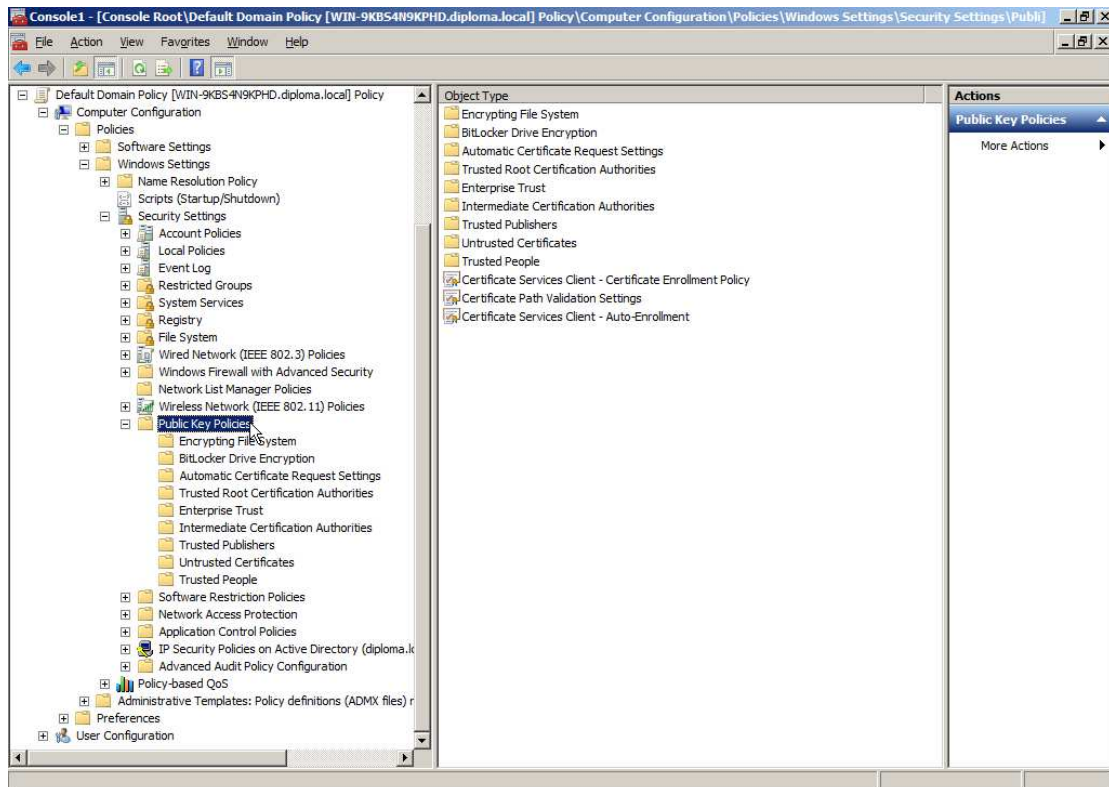 Console1 - [Console Root\Default Domain Policy [WIN-9KBS4N9KPHD.diploma.local] Policy\Computer Configuration\Policies\Windows Settings\Security Settings\Publi]
File Action View Favorites Window Help
Default Domain Policy [WIN-9KBS4N9KPHD.diploma.local] Policy
Computer Configuration
Policies
Software Settings
Windows Settings
Name Resolution Policy
Scripts (Startup/Shutdown)
Security Settings
Account Policies
Local Policies
Event Log
Restricted Groups
System Services
Registry
File System
Wired Network (IEEE 802.3) Policies
Windows Firewall with Advanced Security
Network List Manager Policies
Wireless Network (IEEE 802.11) Policies
Public Key Policies
Encrypting File System
BitLocker Drive Encryption
Automatic Certificate Request Settings
Trusted Root Certification Authorities
Enterprise Trust
Intermediate Certification Authorities
Trusted Publishers
Untrusted Certificates
Trusted People
Software Restriction Policies
Network Access Protection
Application Control Policies
IP Security Policies on Active Directory (diploma.lc
Advanced Audit Policy Configuration
Policy-based QoS
Administrative Templates: Policy definitions (ADMX files) r
Preferences
User Configuration
Object Type
Encrypting File System
BitLocker Drive Encryption
Automatic Certificate Request Settings
Trusted Root Certification Authorities
Enterprise Trust
Intermediate Certification Authorities
Trusted Publishers
Untrusted Certificates
Trusted People
Certificate Services Client - Certificate Enrollment Policy
Certificate Path Validation Settings
Certificate Services Client - Auto-Enrollment
Actions
Public Key Policies
More Actions